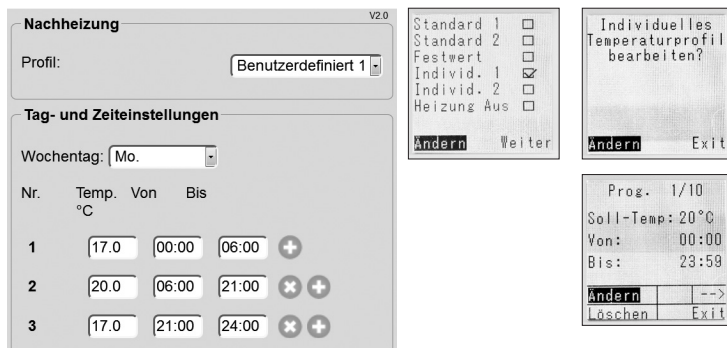 V2.0
Nachheizung
Profil: Benutzerdefiniert 1
Tag- und Zeiteinstellungen
Wochentag: Mo.
Nr. Temp. Von Bis
°C
1 17.0 00:00 06:00
2 20.0 06:00 21:00
3 17.0 21:00 24:00
Standard 1
Standard 2
Festwert
Individ. 1
Individ. 2
Heizung Aus
Ändern Weiter
Individuelles
Temperaturprofil
bearbeiten?
Ändern Exit
Prog. 1/10
Soll-Temp: 20°C
Von: 00:00
Bis: 23:59
Ändern -->
Löschen Exit